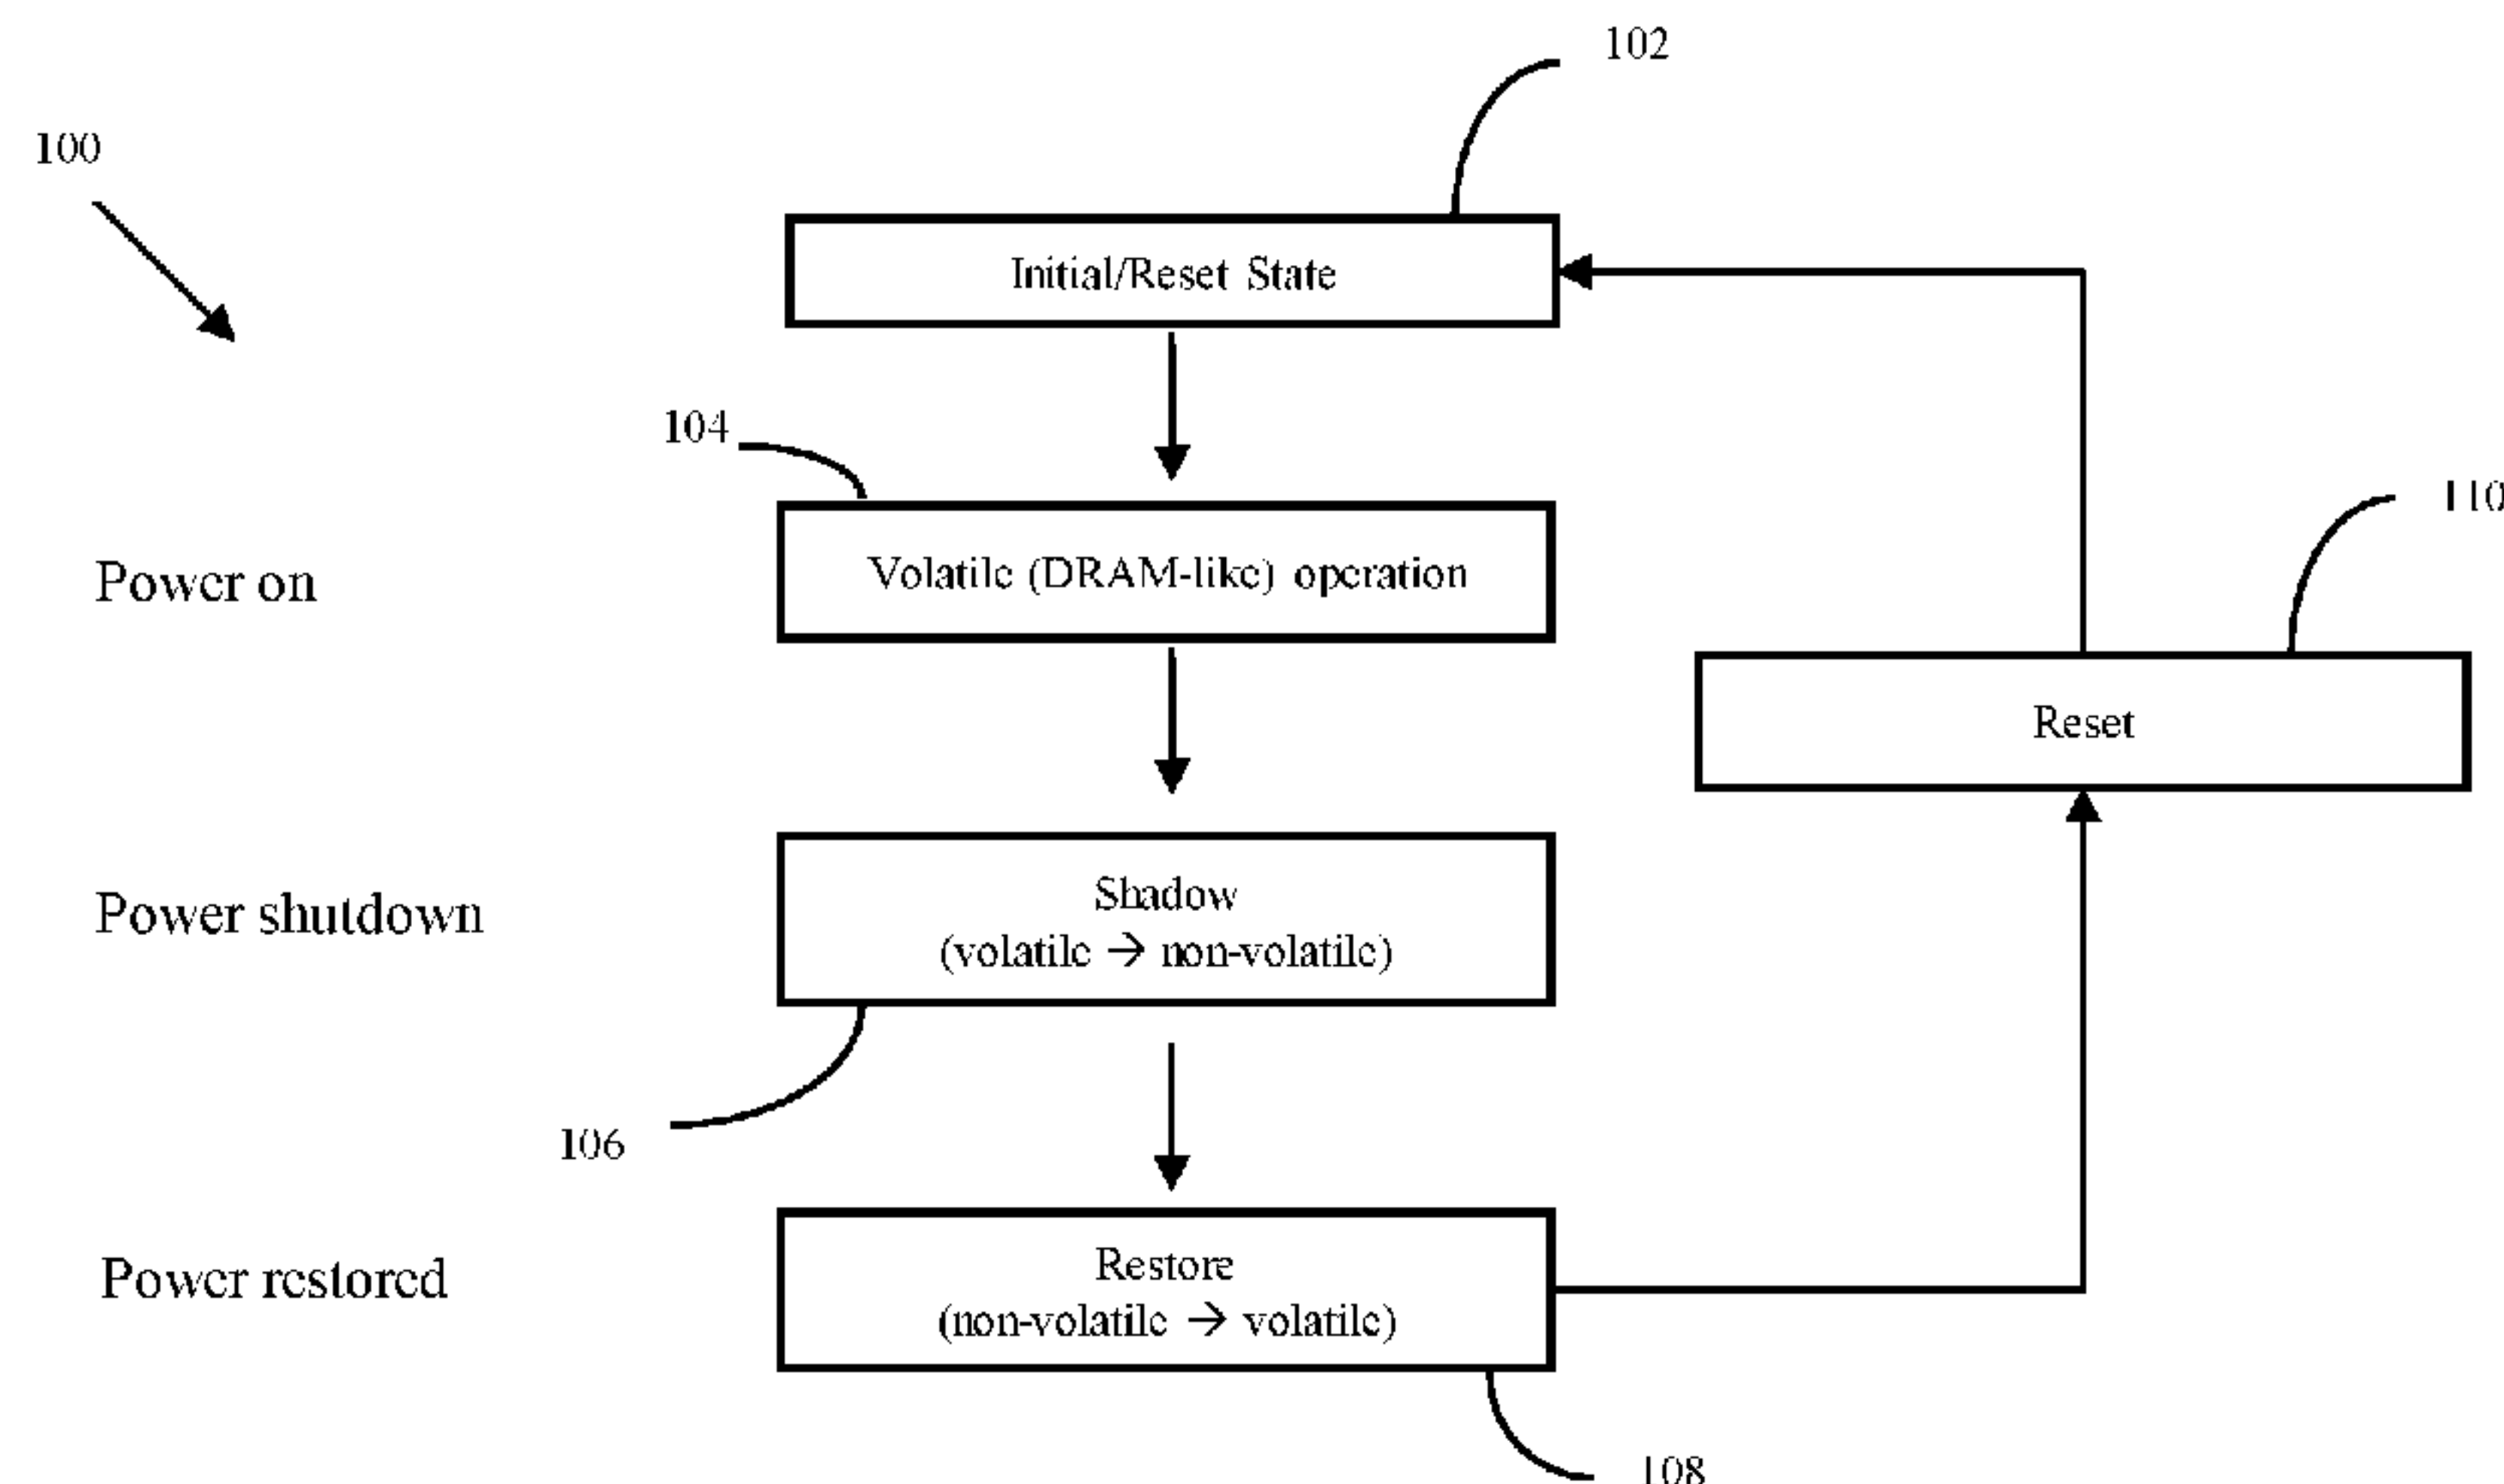 102
100
Initial/Reset State
104
110
Power on
Volatile (DRAM-like) operation
Reset
Power shutdown
Shadow
(volatile → non-volatile)
106
Power restored
Restore
(non-volatile → volatile)
108